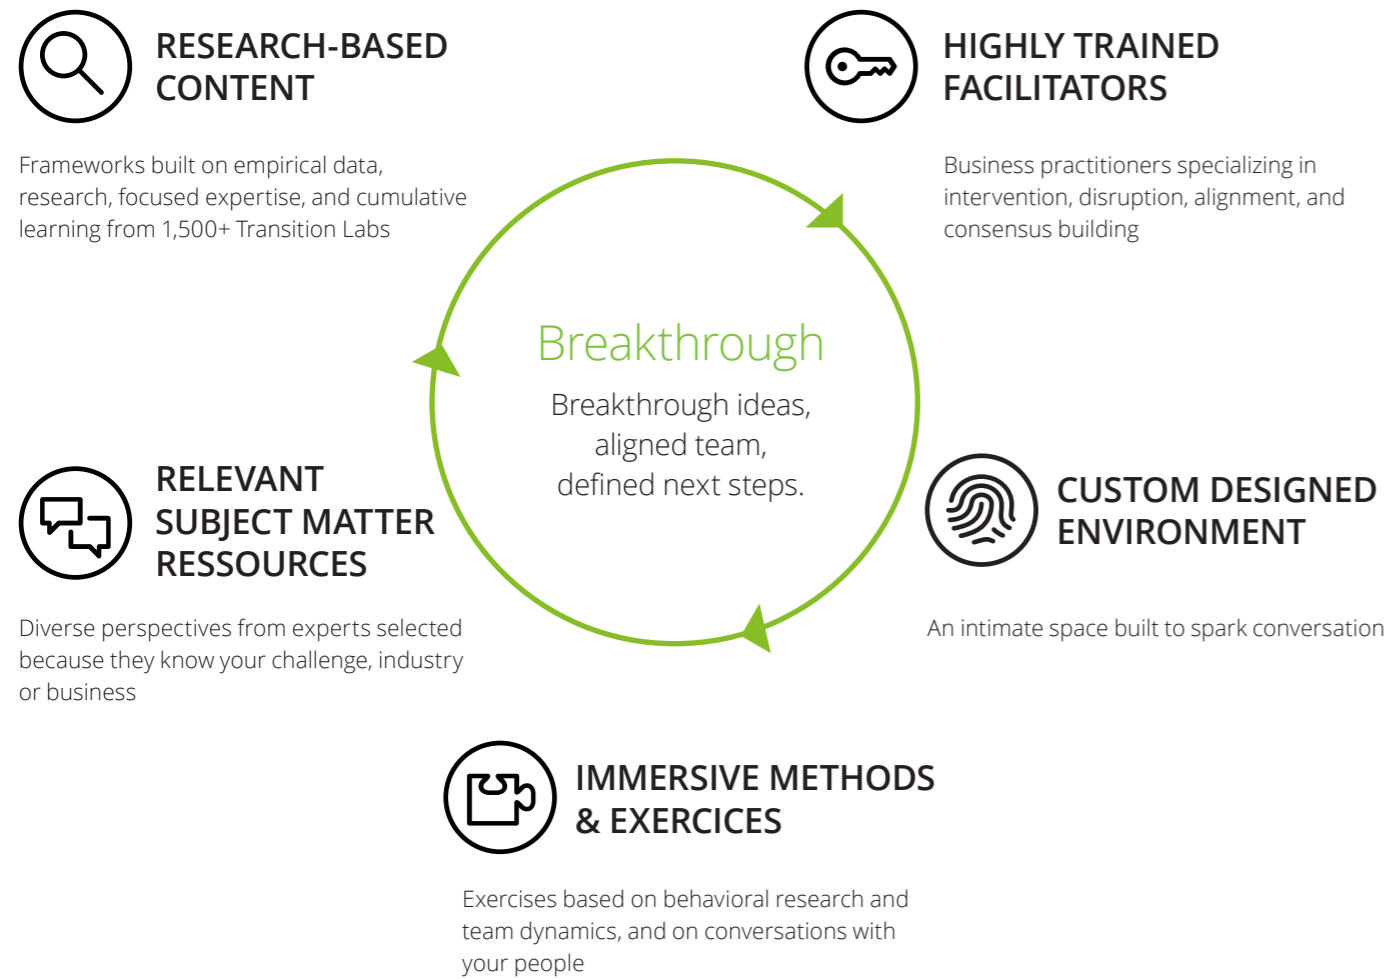 RESEARCH-BASED
CONTENT
Frameworks built on empirical data,
research, focused expertise, and cumulative
learning from 1,500+ Transition Labs
HIGHLY TRAINED
FACILITATORS
Business practitioners specializing in
intervention, disruption, alignment, and
consensus building
Breakthrough
Breakthrough ideas,
aligned team,
defined next steps.
RELEVANT
SUBJECT MATTER
RESSOURCES
Diverse perspectives from experts selected
because they know your challenge, industry
or business
CUSTOM DESIGNED
ENVIRONMENT
An intimate space built to spark conversation
IMMERSIVE METHODS
& EXERCICES
Exercises based on behavioral research and
team dynamics, and on conversations with
your people